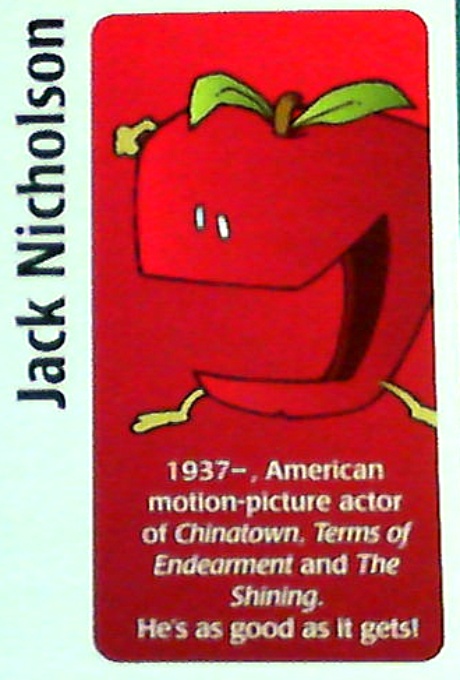 Jack Nicholson
1937–, American
motion-picture actor
of Chinatown, Terms of
Endearment and The
Shining.
He's as good as it gets!